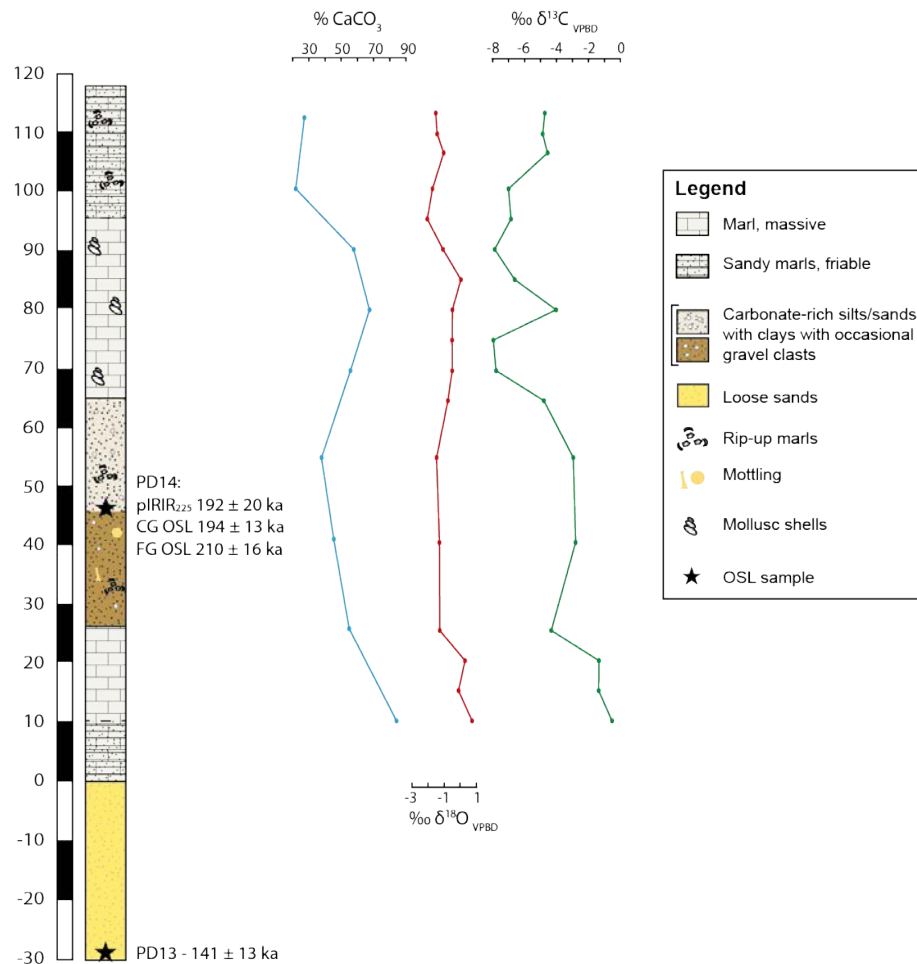 % CaCO₃
30 50 70 90
‰ δ¹³C VPBD
-8 -6 -4 -2 0
120
110
100
90
80
70
60
50
40
30
20
10
0
-10
-20
-30
PD14:
pIRIR₂₂₅ 192 ± 20 ka
CG OSL 194 ± 13 ka
FG OSL 210 ± 16 ka
PD13 - 141 ± 13 ka
-3 -1 1
‰ δ¹⁸O VPBD
Legend
Marl, massive
Sandy marls, friable
Carbonate-rich silts/sands
with clays with occasional
gravel clasts
Loose sands
Rip-up marls
Mottling
Mollusc shells
OSL sample